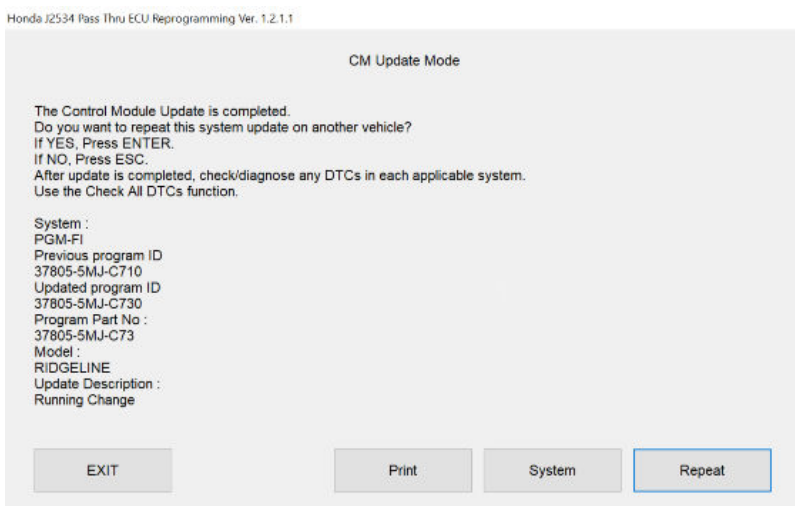 Honda J2534 Pass Thru ECU Reprogramming Ver. 1.2.1.1
CM Update Mode
The Control Module Update is completed.
Do you want to repeat this system update on another vehicle?
If YES, Press ENTER.
If NO, Press ESC.
After update is completed, check/diagnose any DTCs in each applicable system.
Use the Check All DTCs function.
System :
PGM-FI
Previous program ID
37805-5MJ-C710
Updated program ID
37805-5MJ-C730
Program Part No :
37805-5MJ-C73
Model :
RIDGELINE
Update Description :
Running Change
EXIT
Print
System
Repeat